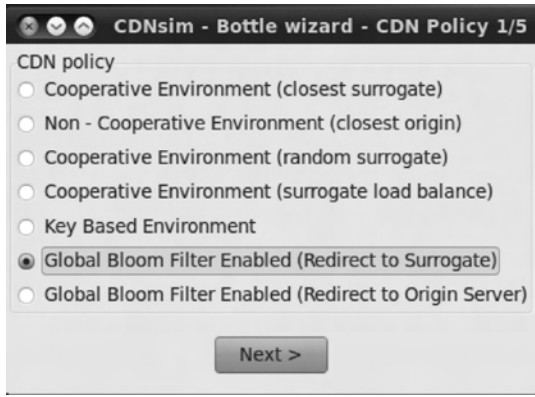 CDNsim - Bottle wizard - CDN Policy 1/5
CDN policy
Cooperative Environment (closest surrogate)
Non - Cooperative Environment (closest origin)
Cooperative Environment (random surrogate)
Cooperative Environment (surrogate load balance)
Key Based Environment
Global Bloom Filter Enabled (Redirect to Surrogate)
Global Bloom Filter Enabled (Redirect to Origin Server)
Next >